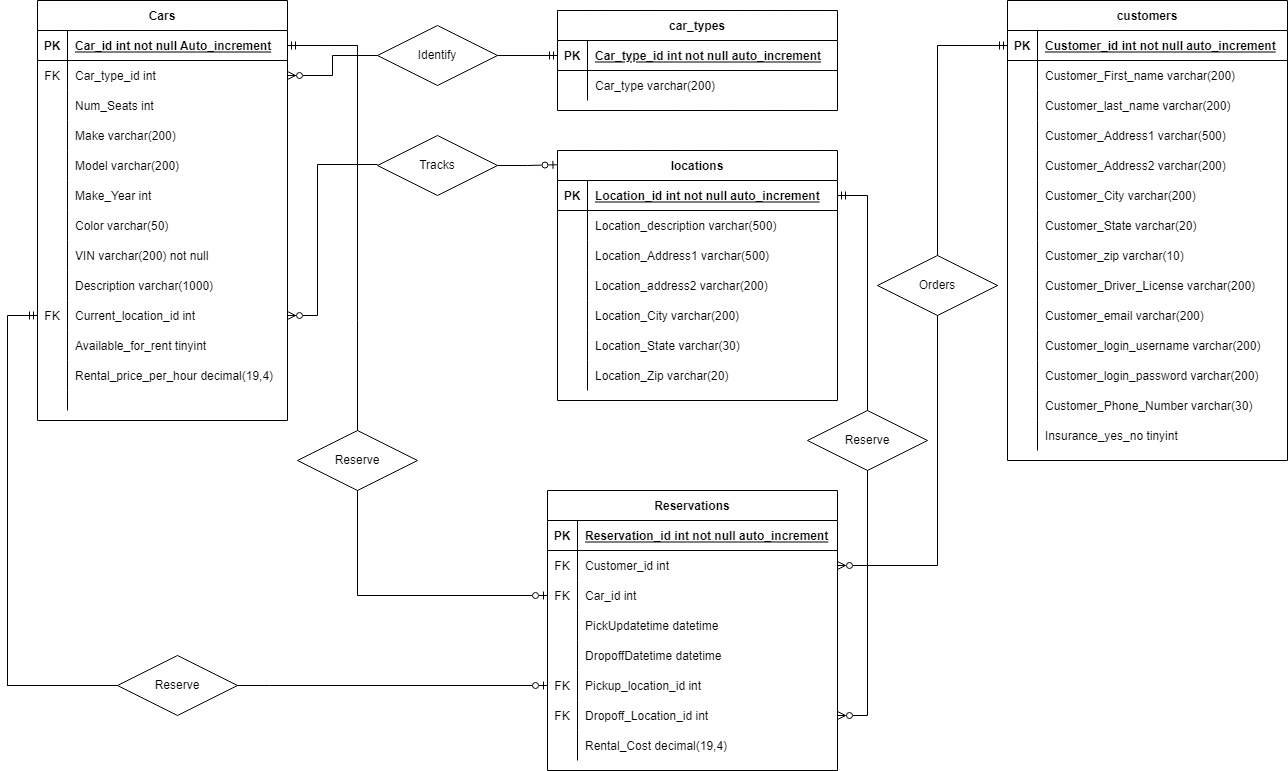 Cars
PK Car_id int not null Auto_increment
FK Car_type_id int
Num_Seats int
Make varchar(200)
Model varchar(200)
Make_Year int
Color varchar(50)
VIN varchar(200) not null
Description varchar(1000)
FK Current_location_id int
Available_for_rent tinyint
Rental_price_per_hour decimal(19,4)
Identify
car_types
PK Car_type_id int not null auto_increment
Car_type varchar(200)
Tracks
locations
PK Location_id int not null auto_increment
Location_description varchar(500)
Location_Address1 varchar(500)
Location_address2 varchar(200)
Location_City varchar(200)
Location_State varchar(30)
Location_Zip varchar(20)
customers
PK Customer_id int not null auto_increment
Customer_First_name varchar(200)
Customer_last_name varchar(200)
Customer_Address1 varchar(500)
Customer_Address2 varchar(200)
Customer_City varchar(200)
Customer_State varchar(20)
Customer_zip varchar(10)
Customer_Driver_License varchar(200)
Customer_email varchar(200)
Customer_login_username varchar(200)
Customer_login_password varchar(200)
Customer_Phone_Number varchar(30)
Insurance_yes_no tinyint
Orders
Reserve
Reserve
Reservations
PK Reservation_id int not null auto_increment
FK Customer_id int
FK Car_id int
PickUpdatetime datetime
DropoffDatetime datetime
FK Pickup_location_id int
FK Dropoff_Location_id int
Rental_Cost decimal(19,4)
Reserve